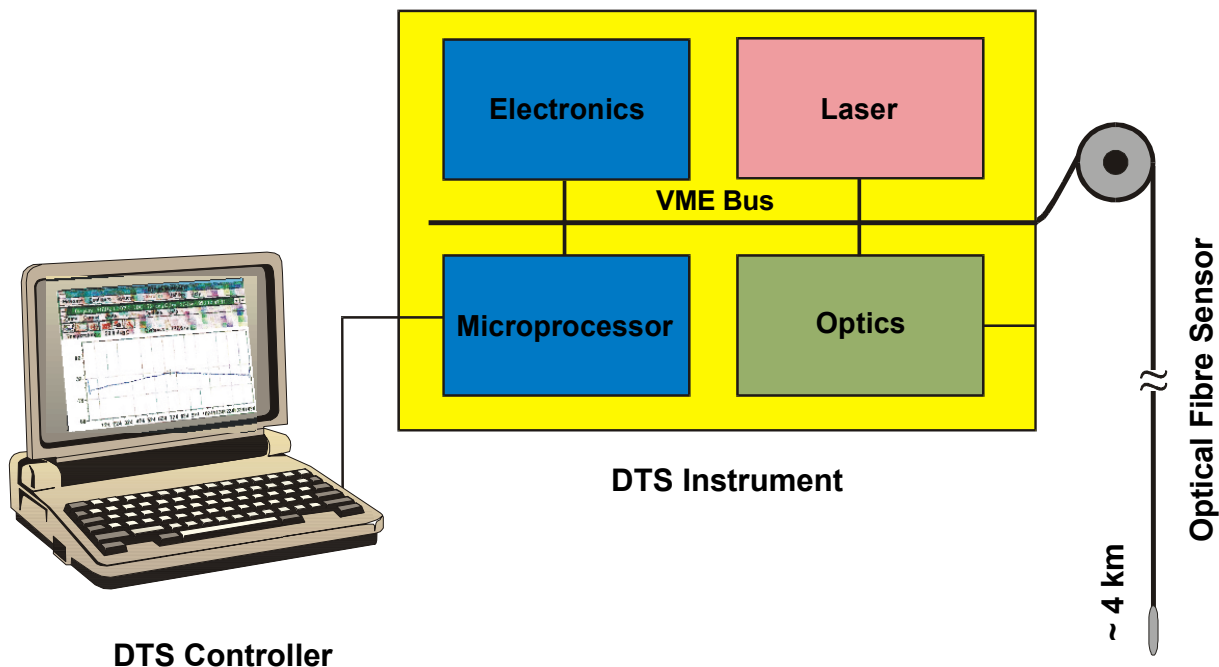 Electronics
Laser
VME Bus
Microprocessor
Optics
DTS Instrument
DTS Controller
Optical Fibre Sensor
~ 4 km